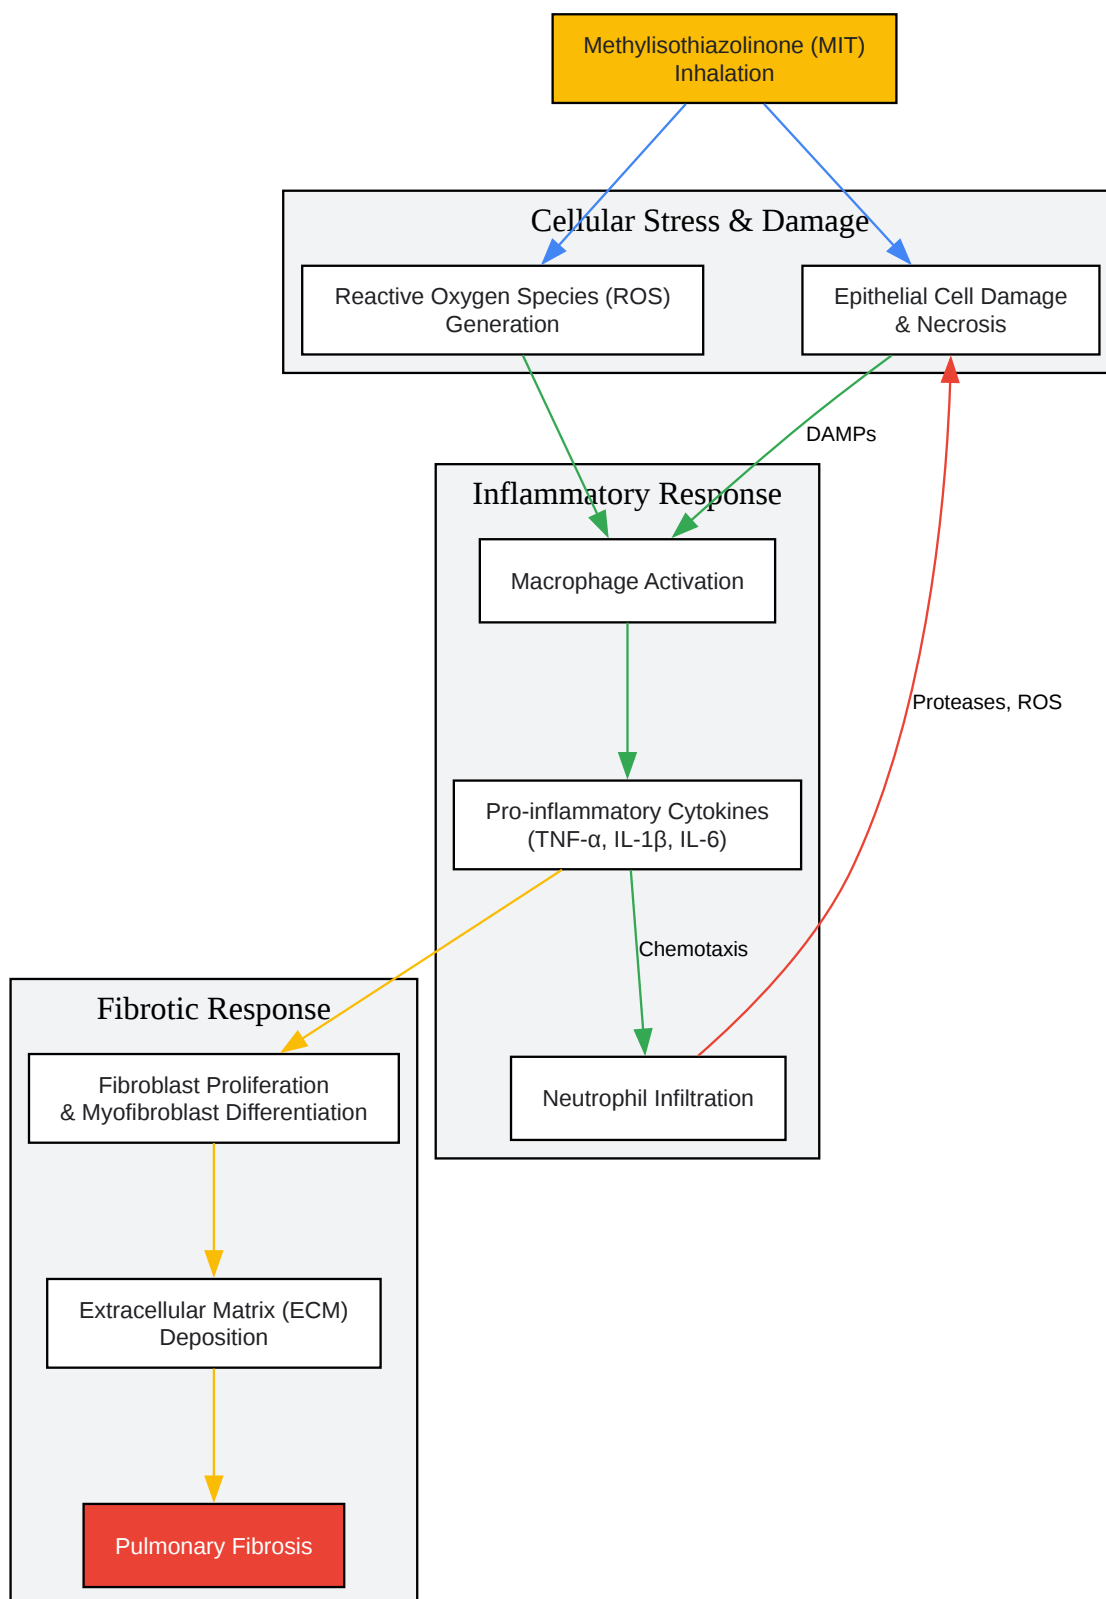 Methylisothiazolinone (MIT)
Inhalation
Cellular Stress & Damage
Reactive Oxygen Species (ROS)
Generation
Epithelial Cell Damage
& Necrosis
DAMPs
Inflammatory Response
Macrophage Activation
Proteases, ROS
Pro-inflammatory Cytokines
(TNF-α, IL-1β, IL-6)
Chemotaxis
Fibrotic Response
Fibroblast Proliferation
& Myofibroblast Differentiation
Neutrophil Infiltration
Extracellular Matrix (ECM)
Deposition
Pulmonary Fibrosis